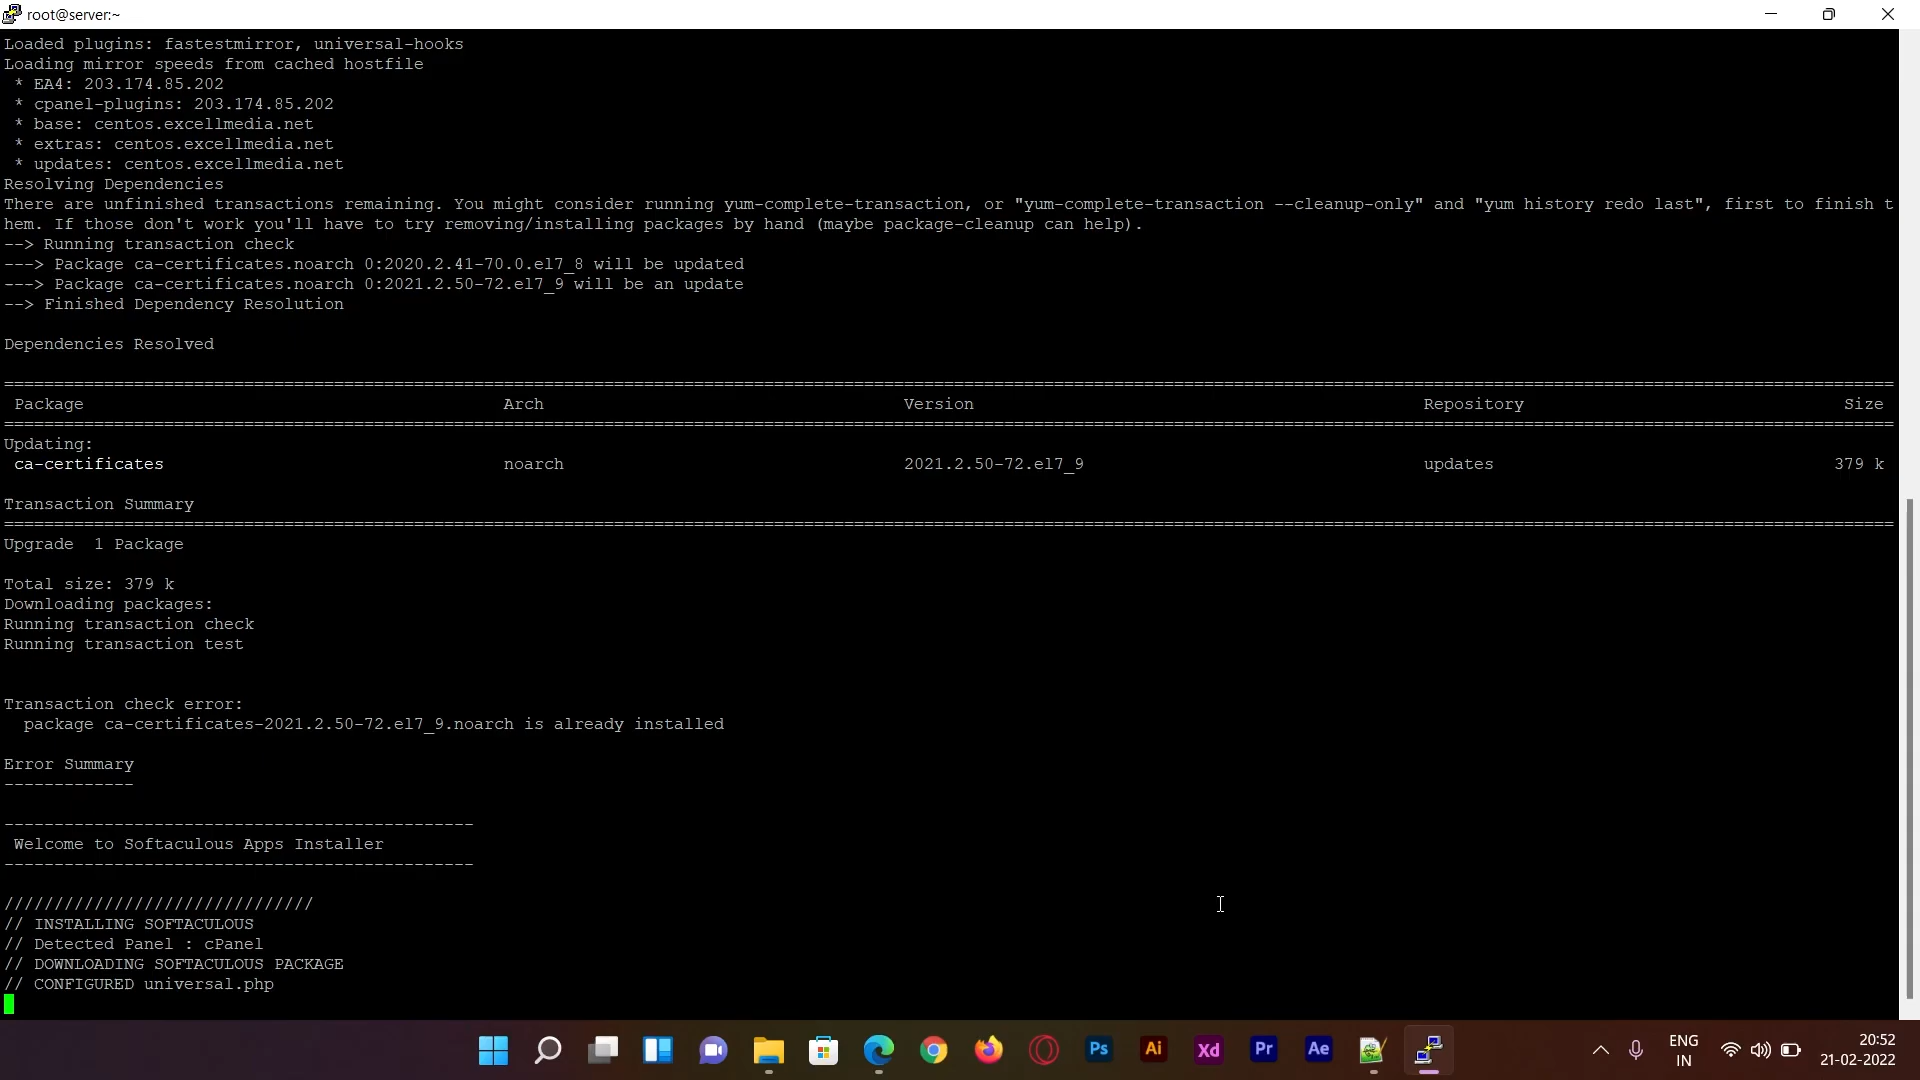 root@server:~
Loaded plugins: fastestmirror, universal-hooks
Loading mirror speeds from cached hostfile
 * EA4: 203.174.85.202
 * cpanel-plugins: 203.174.85.202
 * base: centos.excellmedia.net
 * extras: centos.excellmedia.net
 * updates: centos.excellmedia.net
Resolving Dependencies
There are unfinished transactions remaining. You might consider running yum-complete-transaction, or "yum-complete-transaction --cleanup-only" and "yum history redo last", first to finish t
hem. If those don't work you'll have to try removing/installing packages by hand (maybe package-cleanup can help).
--> Running transaction check
---> Package ca-certificates.noarch 0:2020.2.41-70.0.el7_8 will be updated
---> Package ca-certificates.noarch 0:2021.2.50-72.el7_9 will be an update
--> Finished Dependency Resolution
Dependencies Resolved
Package Arch Version Repository Size
Updating:
ca-certificates noarch 2021.2.50-72.el7_9 updates 379 k
Transaction Summary
Upgrade  1 Package
Total size: 379 k
Downloading packages:
Running transaction check
Running transaction test
Transaction check error:
  package ca-certificates-2021.2.50-72.el7_9.noarch is already installed
Error Summary
-------------
-----------------------------------------------
 Welcome to Softaculous Apps Installer
-----------------------------------------------
///////////////////////////////
// INSTALLING SOFTACULOUS
// Detected Panel : cPanel
// DOWNLOADING SOFTACULOUS PACKAGE
// CONFIGURED universal.php
Ps Ai Xd Pr Ae
ENG
IN
20:52
21-02-2022